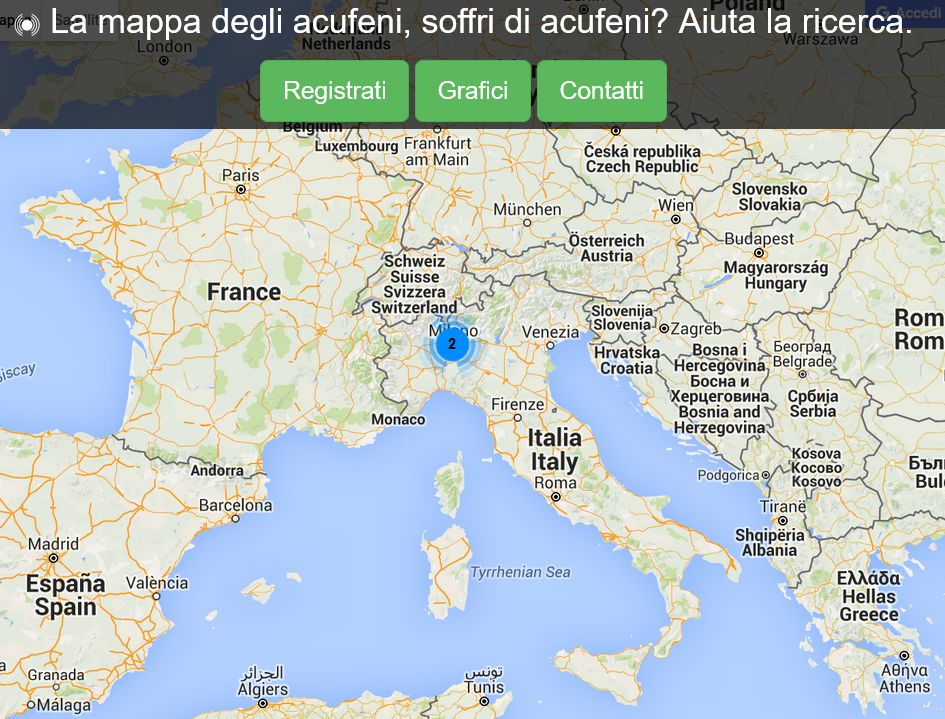 La mappa degli acufeni, soffri di acufeni? Aiuta la ricerca.
Accedi
Poland
London
Netherlands
Warszawa
Registrati
Grafici
Contatti
Belgium
Luxembourg
Frankfurt
am Main
Česká republika
Czech Republic
Paris
Slovensko
Slovakia
München
Wien
Österreich
Austria
Budapest
Magyarország
Hungary
Schweiz
Suisse
Svizzera
Switzerland
France
Slovenija
Slovenia
Zagreb
Rom
Rom
Milano
2
Venezia
Hrvatska
Croatia
Београд
Belgrade
Bosna i
Hercegovina
Босна и
Херцеговина
Bosnia and
Herzegovina
Србија
Serbia
Biscay
Monaco
Firenze
Italia
Italy
Roma
Kosova
Косово
Kosovo
Podgorica
Бъл
Bul
Andorra
Barcelona
Tiranë
Shqipëria
Albania
Madrid
España
Spain
València
Tyrrhenian Sea
Ελλάδα
Hellas
Greece
Granada
Málaga
الجزائر
Algiers
تونس
Tunis
Αθήνα
Athens